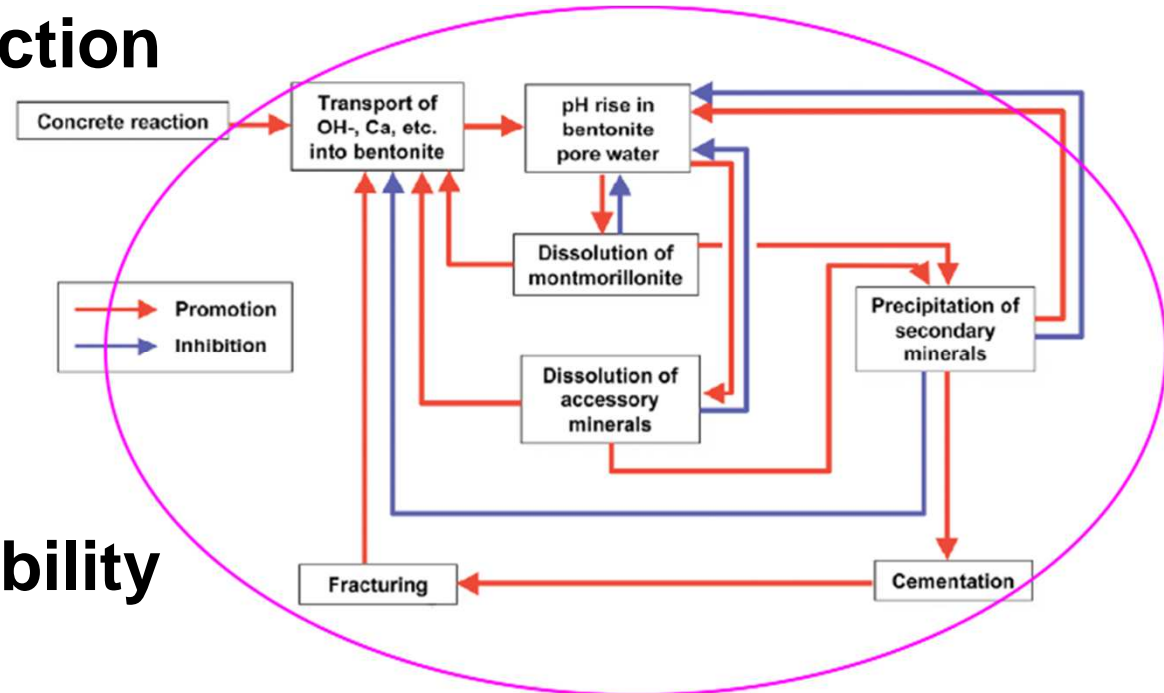 ction
Concrete reaction
Transport of
OH-, Ca, etc.
into bentonite
pH rise in
bentonite
pore water
Dissolution of
montmorillonite
Promotion
Inhibition
Precipitation of
secondary
minerals
Dissolution of
accessory
minerals
bility
Fracturing
Cementation